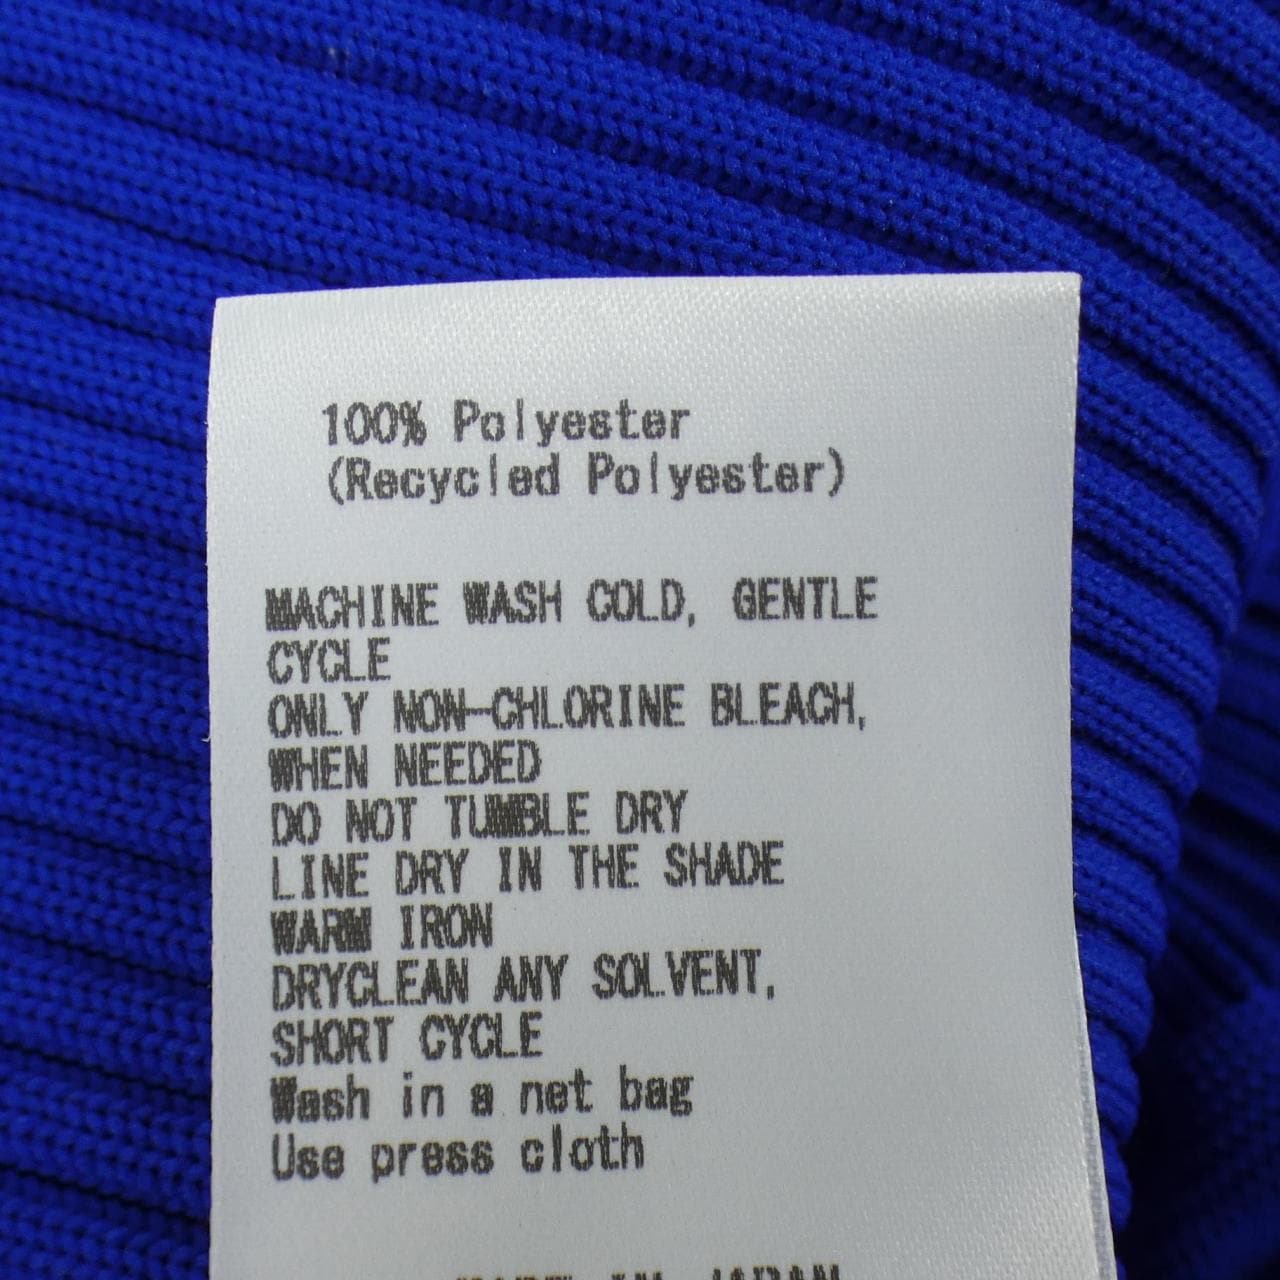 100% Polyester
(Recycled Polyester)
MACHINE WASH COLD, GENTLE
CYCLE
ONLY NON-CHLORINE BLEACH,
WHEN NEEDED
DO NOT TUMBLE DRY
LINE DRY IN THE SHADE
WARM IRON
DRYCLEAN ANY SOLVENT,
SHORT CYCLE
Wash in a net bag
Use press cloth